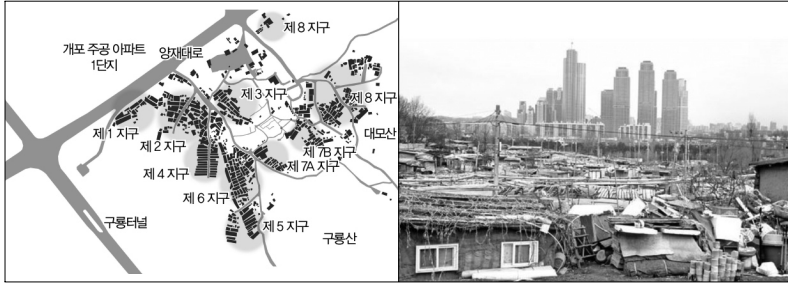 제 8 지구
개포 주공 아파트
1단지
양재대로
제 3 지구
제 8 지구
제 1 지구
제 2 지구
대모산
제 7B 지구
제 7A 지구
제 4 지구
제 6 지구
제 5 지구
구룡터널
구룡산